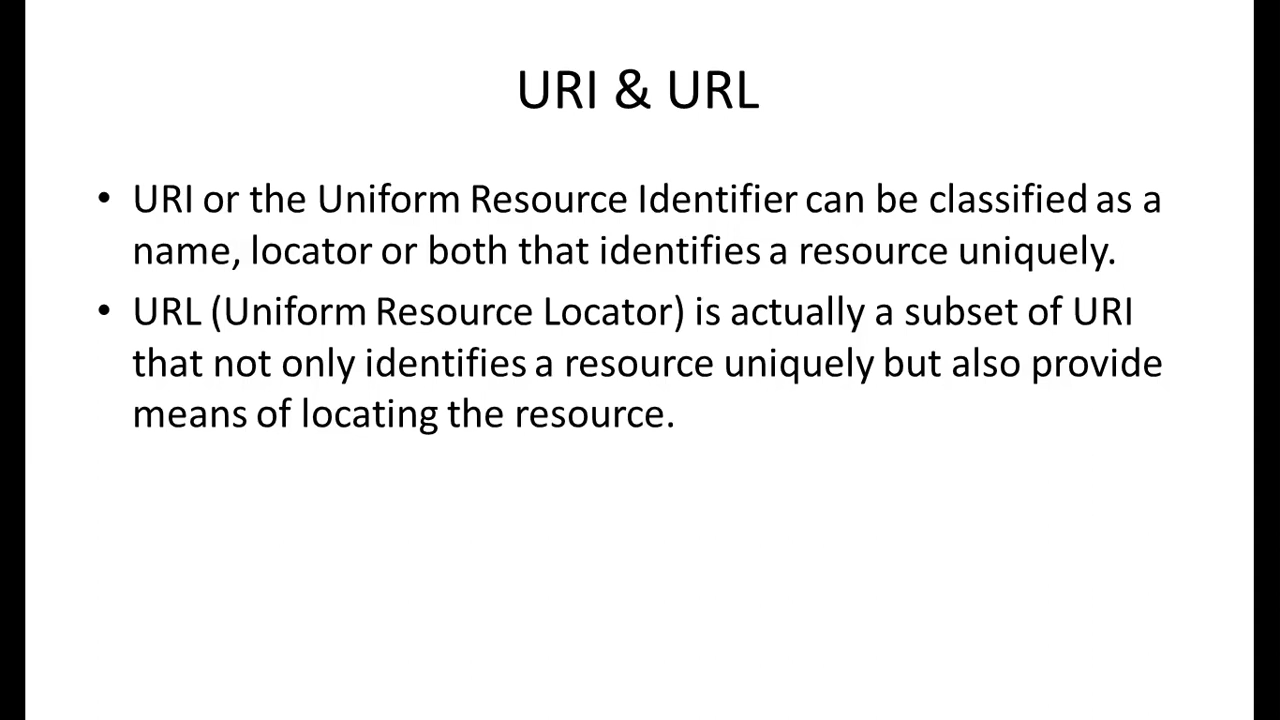 URI & URL
• URI or the Uniform Resource Identifier can be classified as a
name, locator or both that identifies a resource uniquely.
• URL (Uniform Resource Locator) is actually a subset of URI
that not only identifies a resource uniquely but also provide
means of locating the resource.